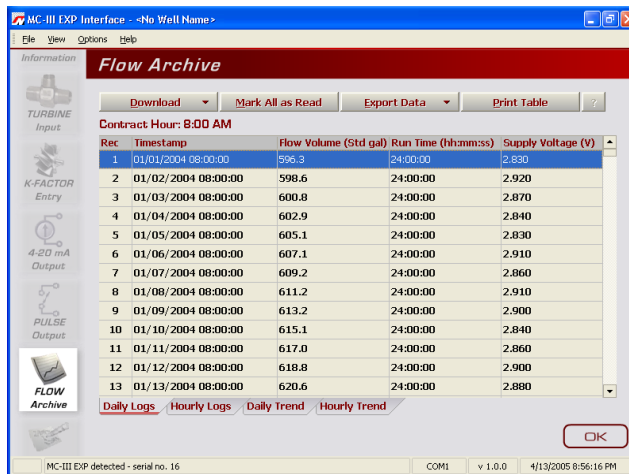 MC-III EXP Interface - <No Well Name>
File View Options Help
Information
Flow Archive
TURBINE
Input
K-FACTOR
Entry
4-20 mA
Output
PULSE
Output
FLOW
Archive
Download Mark All as Read Export Data Print Table ?
Contract Hour: 8:00 AM
Rec Timestamp Flow Volume (Std gal) Run Time (hh:mm:ss) Supply Voltage (V)
1 01/01/2004 08:00:00 596.3 24:00:00 2.830
2 01/02/2004 08:00:00 598.6 24:00:00 2.920
3 01/03/2004 08:00:00 600.8 24:00:00 2.870
4 01/04/2004 08:00:00 602.9 24:00:00 2.840
5 01/05/2004 08:00:00 605.1 24:00:00 2.830
6 01/06/2004 08:00:00 607.1 24:00:00 2.910
7 01/07/2004 08:00:00 609.2 24:00:00 2.860
8 01/08/2004 08:00:00 611.2 24:00:00 2.910
9 01/09/2004 08:00:00 613.2 24:00:00 2.900
10 01/10/2004 08:00:00 615.1 24:00:00 2.840
11 01/11/2004 08:00:00 617.0 24:00:00 2.860
12 01/12/2004 08:00:00 618.8 24:00:00 2.900
13 01/13/2004 08:00:00 620.6 24:00:00 2.880
Daily Logs Hourly Logs Daily Trend Hourly Trend
OK
MC-III EXP detected - serial no. 16 COM1 v 1.0.0 4/13/2005 8:56:16 PM